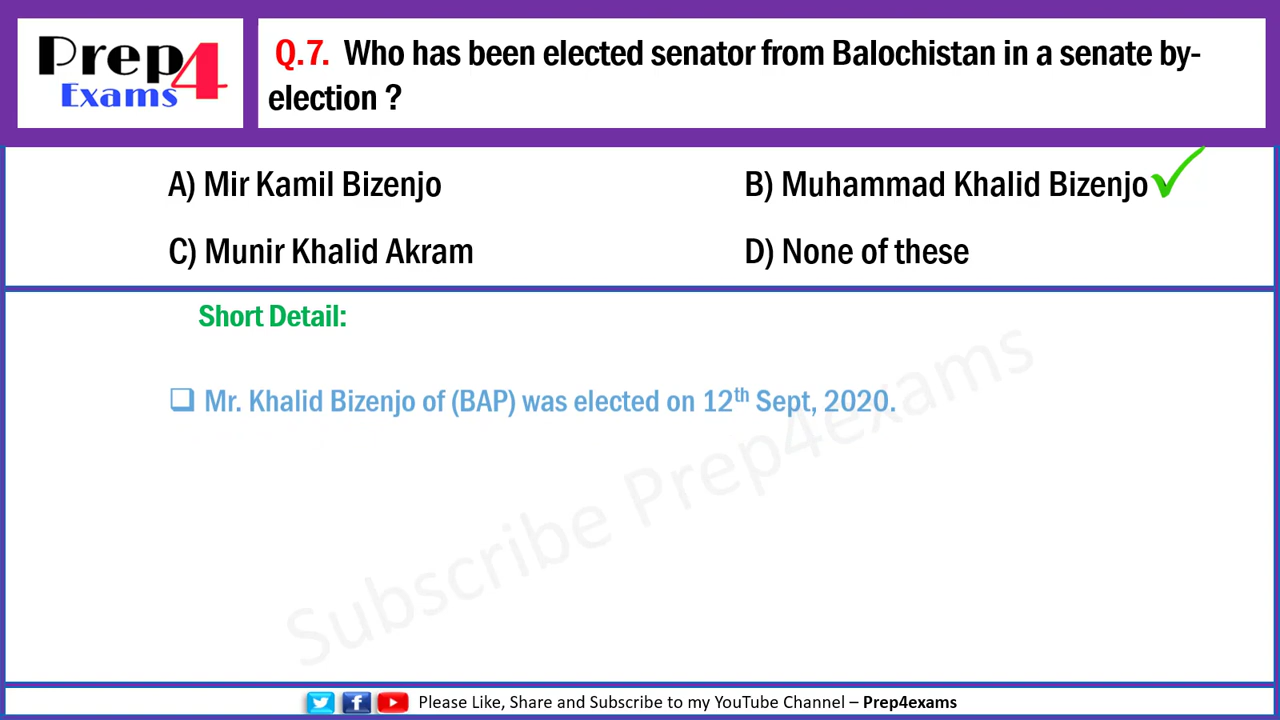 Prep4
Exams
Q.7. Who has been elected senator from Balochistan in a senate by-
election ?
A) Mir Kamil Bizenjo
B) Muhammad Khalid Bizenjo
C) Munir Khalid Akram
D) None of these
Short Detail:
Mr. Khalid Bizenjo of (BAP) was elected on 12th Sept, 2020.
Subscribe Prep4exams
Please Like, Share and Subscribe to my YouTube Channel – Prep4exams